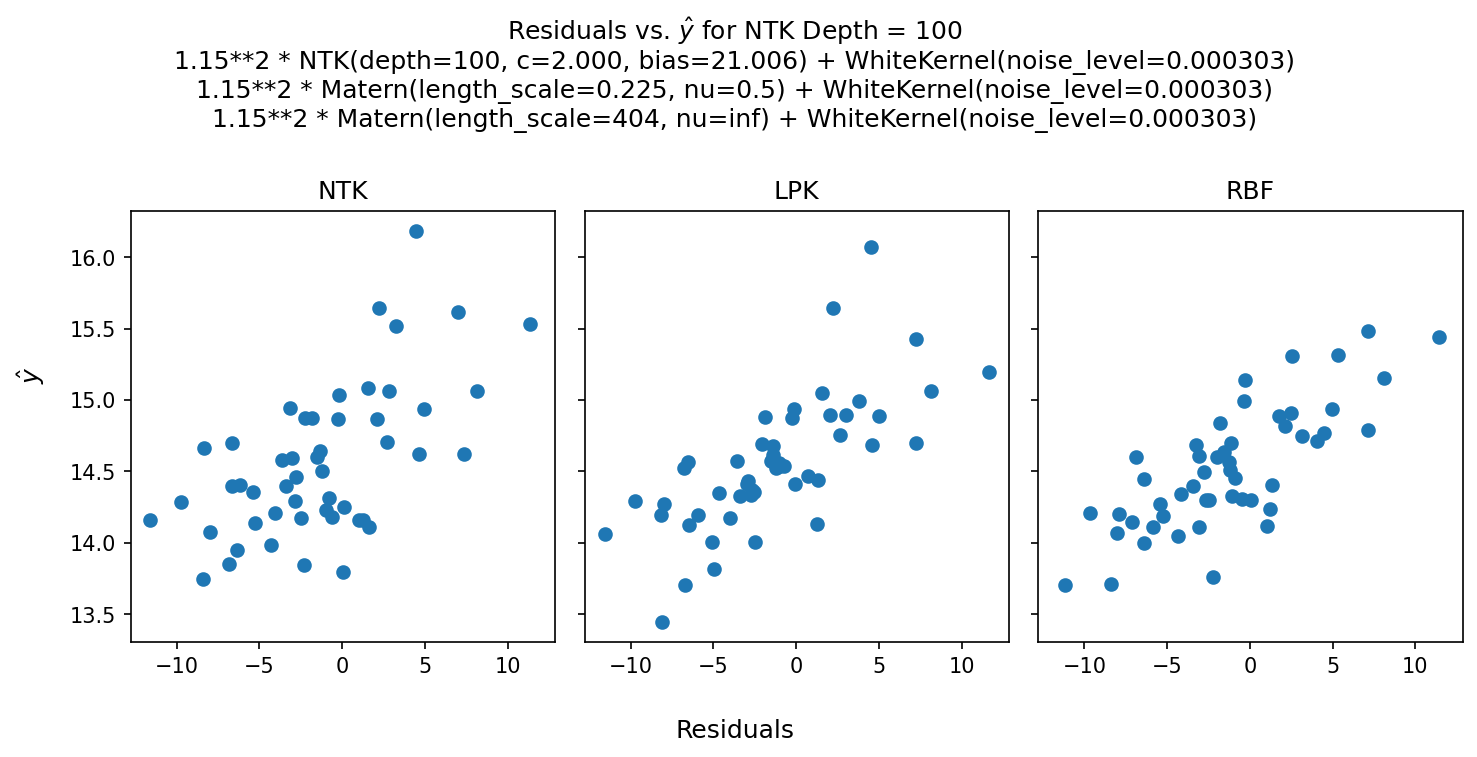 Residuals vs. ŷ for NTK Depth = 100
1.15**2 * NTK(depth=100, c=2.000, bias=21.006) + WhiteKernel(noise_level=0.000303)
1.15**2 * Matern(length_scale=0.225, nu=0.5) + WhiteKernel(noise_level=0.000303)
1.15**2 * Matern(length_scale=404, nu=inf) + WhiteKernel(noise_level=0.000303)
NTK LPK RBF
16.0
15.5
15.0
14.5
14.0
13.5
ŷ
−10 −5 0 5 10 −10 −5 0 5 10 −10 −5 0 5 10
Residuals